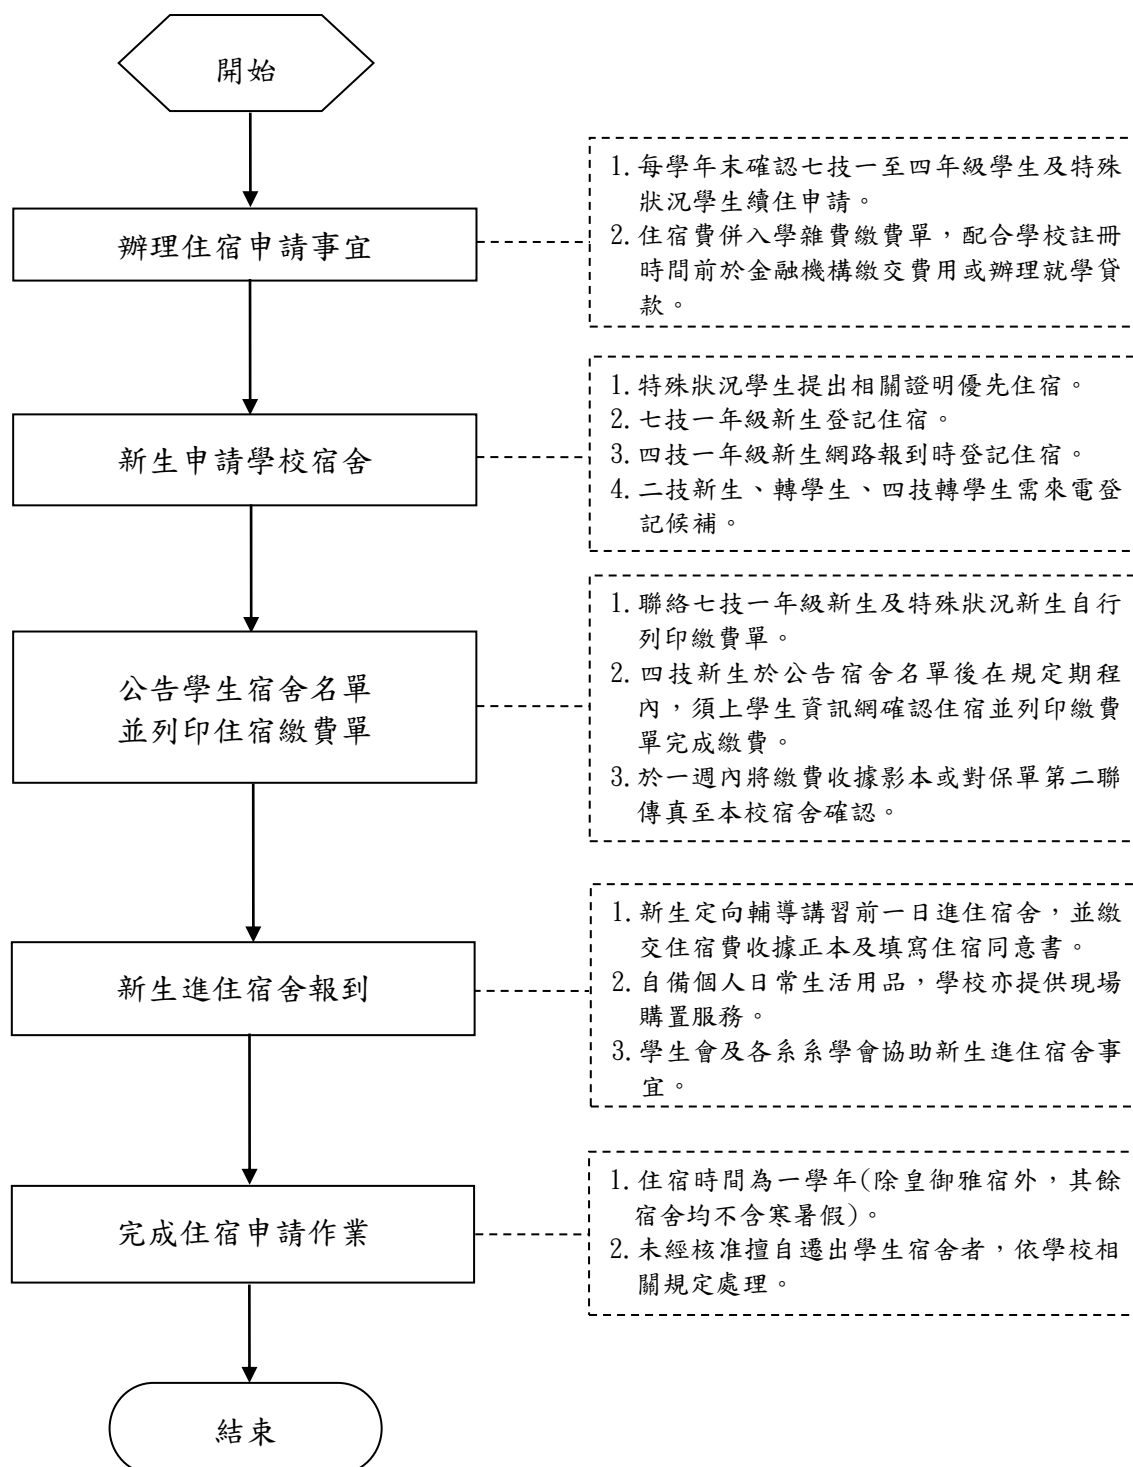 開始
辦理住宿申請事宜
1. 每學年末確認七技一至四年級學生及特殊
狀況學生續住申請。
2. 住宿費併入學雜費繳費單，配合學校註冊
時間前於金融機構繳交費用或辦理就學貸
款。
新生申請學校宿舍
1. 特殊狀況學生提出相關證明優先住宿。
2. 七技一年級新生登記住宿。
3. 四技一年級新生網路報到時登記住宿。
4. 二技新生、轉學生、四技轉學生需來電登
記候補。
公告學生宿舍名單
並列印住宿繳費單
1. 聯絡七技一年級新生及特殊狀況新生自行
列印繳費單。
2. 四技新生於公告宿舍名單後在規定期程
內，須上學生資訊網確認住宿並列印繳費
單完成繳費。
3. 於一週內將繳費收據影本或對保單第二聯
傳真至本校宿舍確認。
新生進住宿舍報到
1. 新生定向輔導講習前一日進住宿舍，並繳
交住宿費收據正本及填寫住宿同意書。
2. 自備個人日常生活用品，學校亦提供現場
購置服務。
3. 學生會及各系系學會協助新生進住宿舍事
宜。
完成住宿申請作業
1. 住宿時間為一學年(除皇御雅宿外，其餘
宿舍均不含寒暑假)。
2. 未經核准擅自遷出學生宿舍者，依學校相
關規定處理。
結束